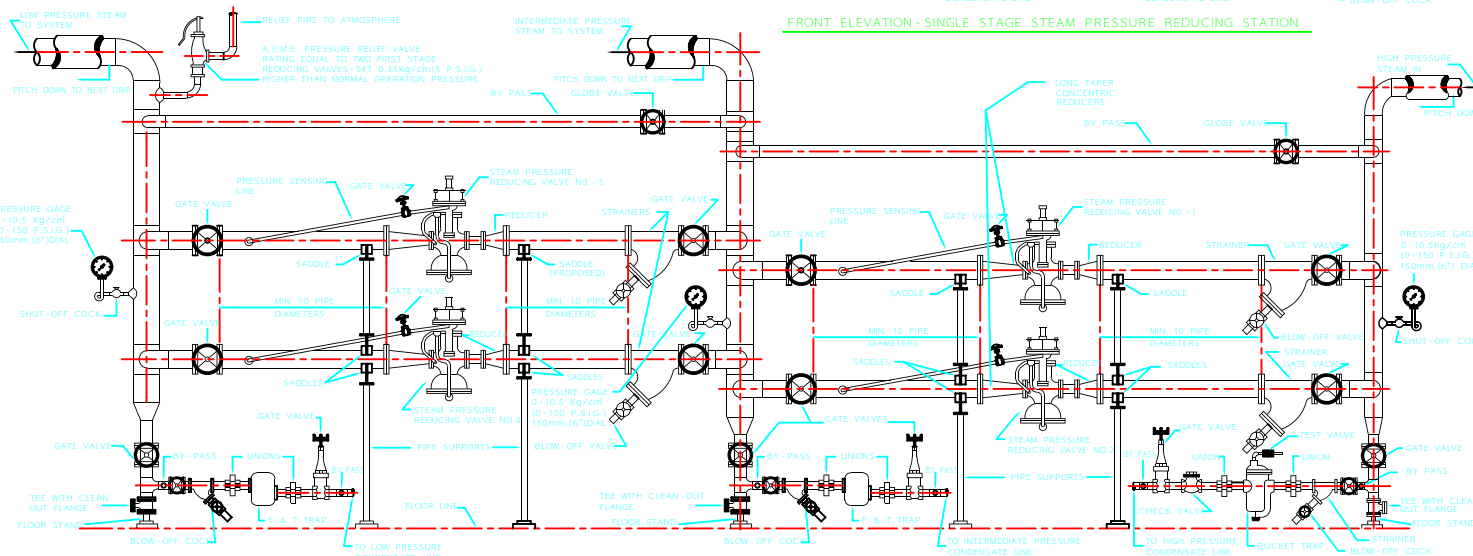 LOW PRESSURE STEAM
TO SYSTEM
RELIEF PIPE TO ATMOSPHERE
A.S.M.E. PRESSURE RELIEF VALVE
RATING EQUAL TO TWO FIRST STAGE
REDUCING VALVES - SET 0.35Kg/cm(5 P.S.I.G.)
HIGHER THAN NORMAL OPERATION PRESSURE
PITCH DOWN TO NEXT DRIP
INTERMEDIATE PRESSURE
STEAM TO SYSTEM
PITCH DOWN TO NEXT DRIP
BY PASS
GLOBE VALVE
FRONT ELEVATION - SINGLE STAGE STEAM PRESSURE REDUCING STATION
BLOW-OFF COCK
HIGH PRESSURE
STEAM IN
PITCH DOW
LONG TAPER
CONCENTRIC
REDUCERS
BY PASS
GLOBE VALVE
PRESSURE SENSING
LINE
GATE VALVE
STEAM PRESSURE
REDUCING VALVE NO.-3
GATE VALVE
REDUCER
STRAINERS
GATE VALVE
RESSURE GAGE
-10.5 Kg/cm
0-150 P.S.I.G.)
50mm (6")DIAL
SADDLE
SADDLE
(PROPOSED)
SHUT-OFF COCK
MIN. 10 PIPE
DIAMETERS
GATE VALVE
MIN. 10 PIPE
DIAMETERS
GATE VALVE
REDUCER
GATE VALVE
SADDLES
SADDLES
STEAM PRESSURE
REDUCING VALVE NO.4
PRESSURE GAGE
0-10.5 Kg/cm
(0-150 P.S.I.G.)
150mm (6")DIAL
BLOW-OFF VALVE
PRESSURE SENSING
LINE
GATE VALVE
STEAM PRESSURE
REDUCING VALVE NO.-1
GATE VALVE
REDUCER
STRAINER
GATE VALVE
PRESSURE GAGE
0-10.5Kg/cm
(0-150 P.S.I.G.)
150mm (6") DIA
SADDLE
SADDLE
MIN. 10 PIPE
DIAMETERS
MIN. 10 PIPE
DIAMETERS
BLOW-OFF VALVE
SHUT-OFF COC
STRAINER
GATE VALVE
SADDLES
REDUCER
SADDLES
GATE VALVES
STEAM PRESSURE
REDUCING VALVE NO.2
GATE VALVE
GATE VALVE
BY-PASS
UNIONS
BY PASS
PIPE SUPPORTS
TEE WITH CLEAN
OUT FLANGE
FLOOR STAND
BLOW-OFF COCK
F & T TRAP
FLOOR LINE
TO LOW PRESSURE
TEE WITH CLEAN-OUT
FLANGE
FLOOR STAND
BY-PASS
UNIONS
BY PASS
BLOW-OFF COCK
F & T TRAP
TO INTERMEDIATE PRESSURE
CONDENSATE LINE
PIPE SUPPORTS
BY PASS
GATE VALVE
UNION
TEST VALVE
UNION
GATE VALVE
BY PASS
CHECK VALVE
TO HIGH PRESSURE
CONDENSATE LINE
BUCKET TRAP
TEE WITH CLEA
OUT FLANGE
FLOOR STAND
STRAINER
BLOW-OFF COCK